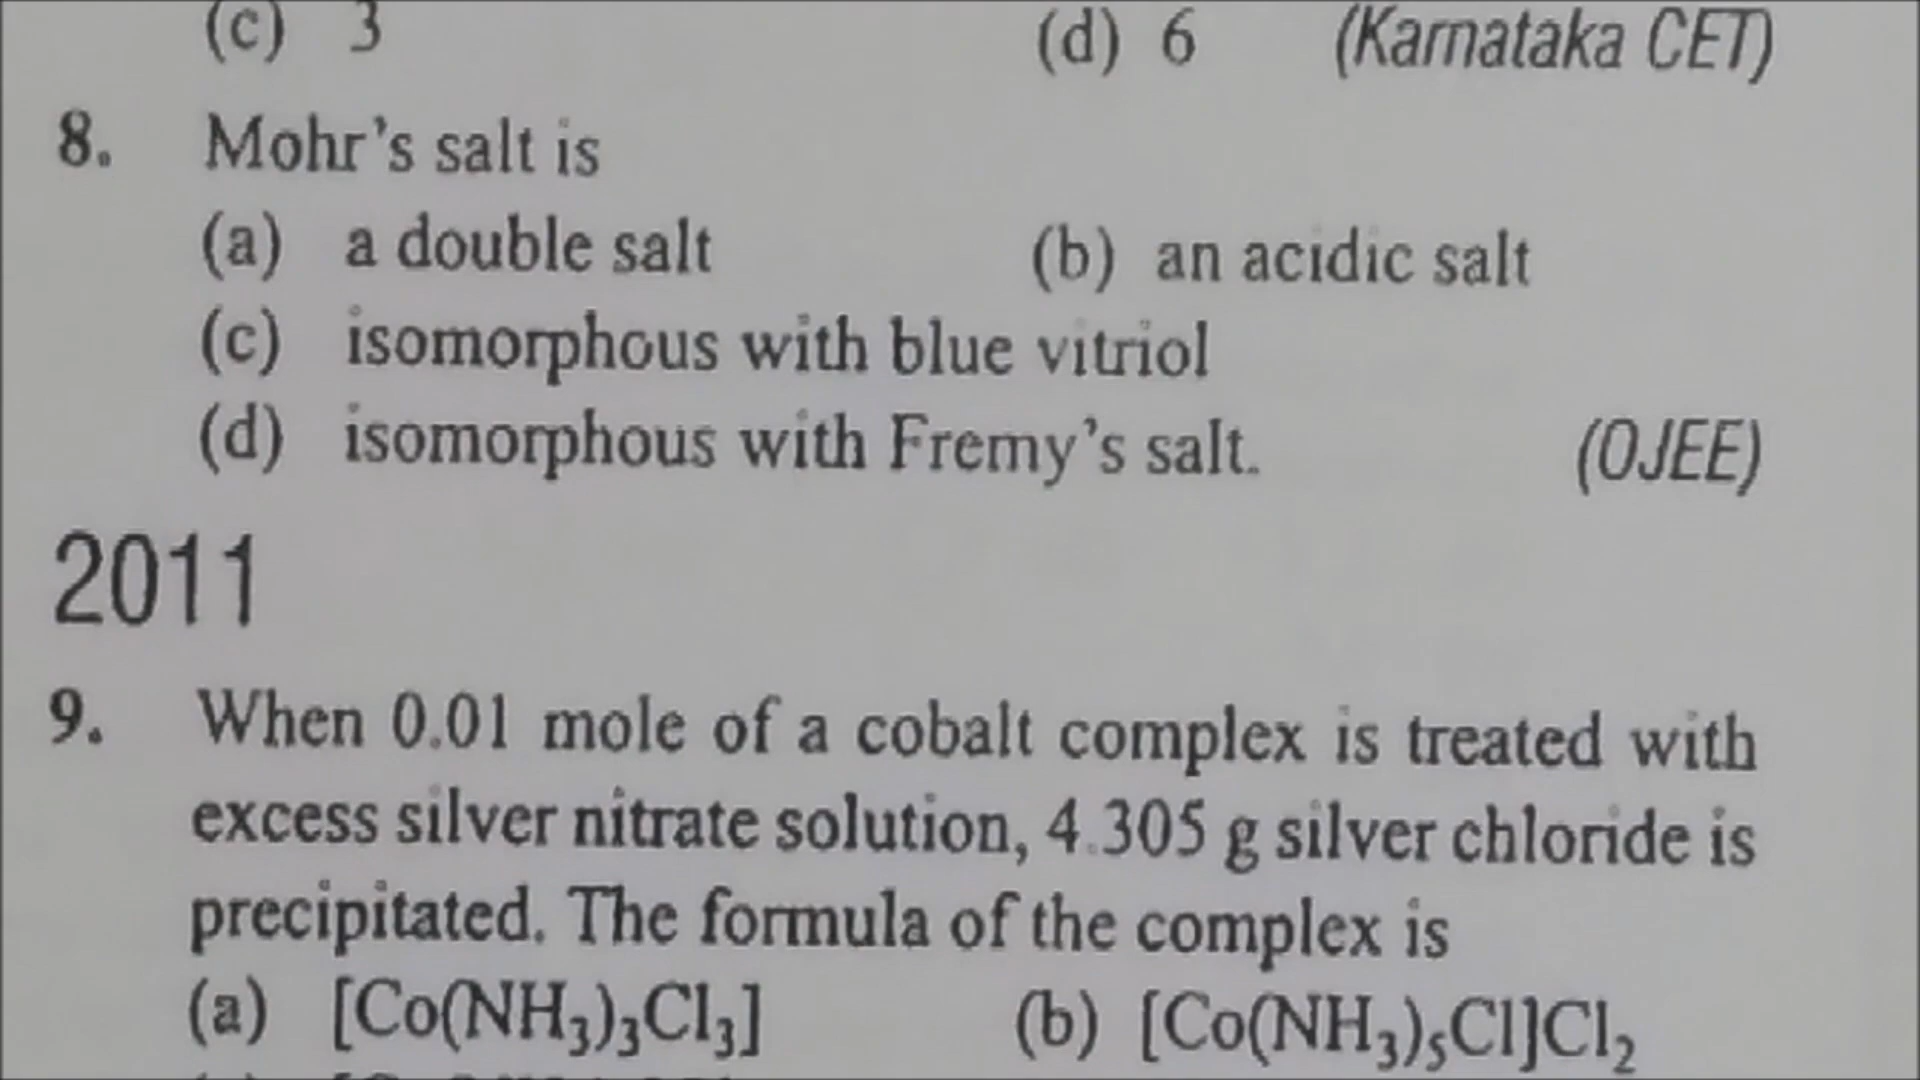 (c) 3 (d) 6 (Karnataka CET)
8. Mohr's salt is
(a) a double salt (b) an acidic salt
(c) isomorphous with blue vitriol
(d) isomorphous with Fremy's salt. (OJEE)
2011
9. When 0.01 mole of a cobalt complex is treated with
excess silver nitrate solution, 4.305 g silver chloride is
precipitated. The formula of the complex is
(a) [Co(NH₃)₃Cl₃] (b) [Co(NH₃)₅Cl]Cl₂